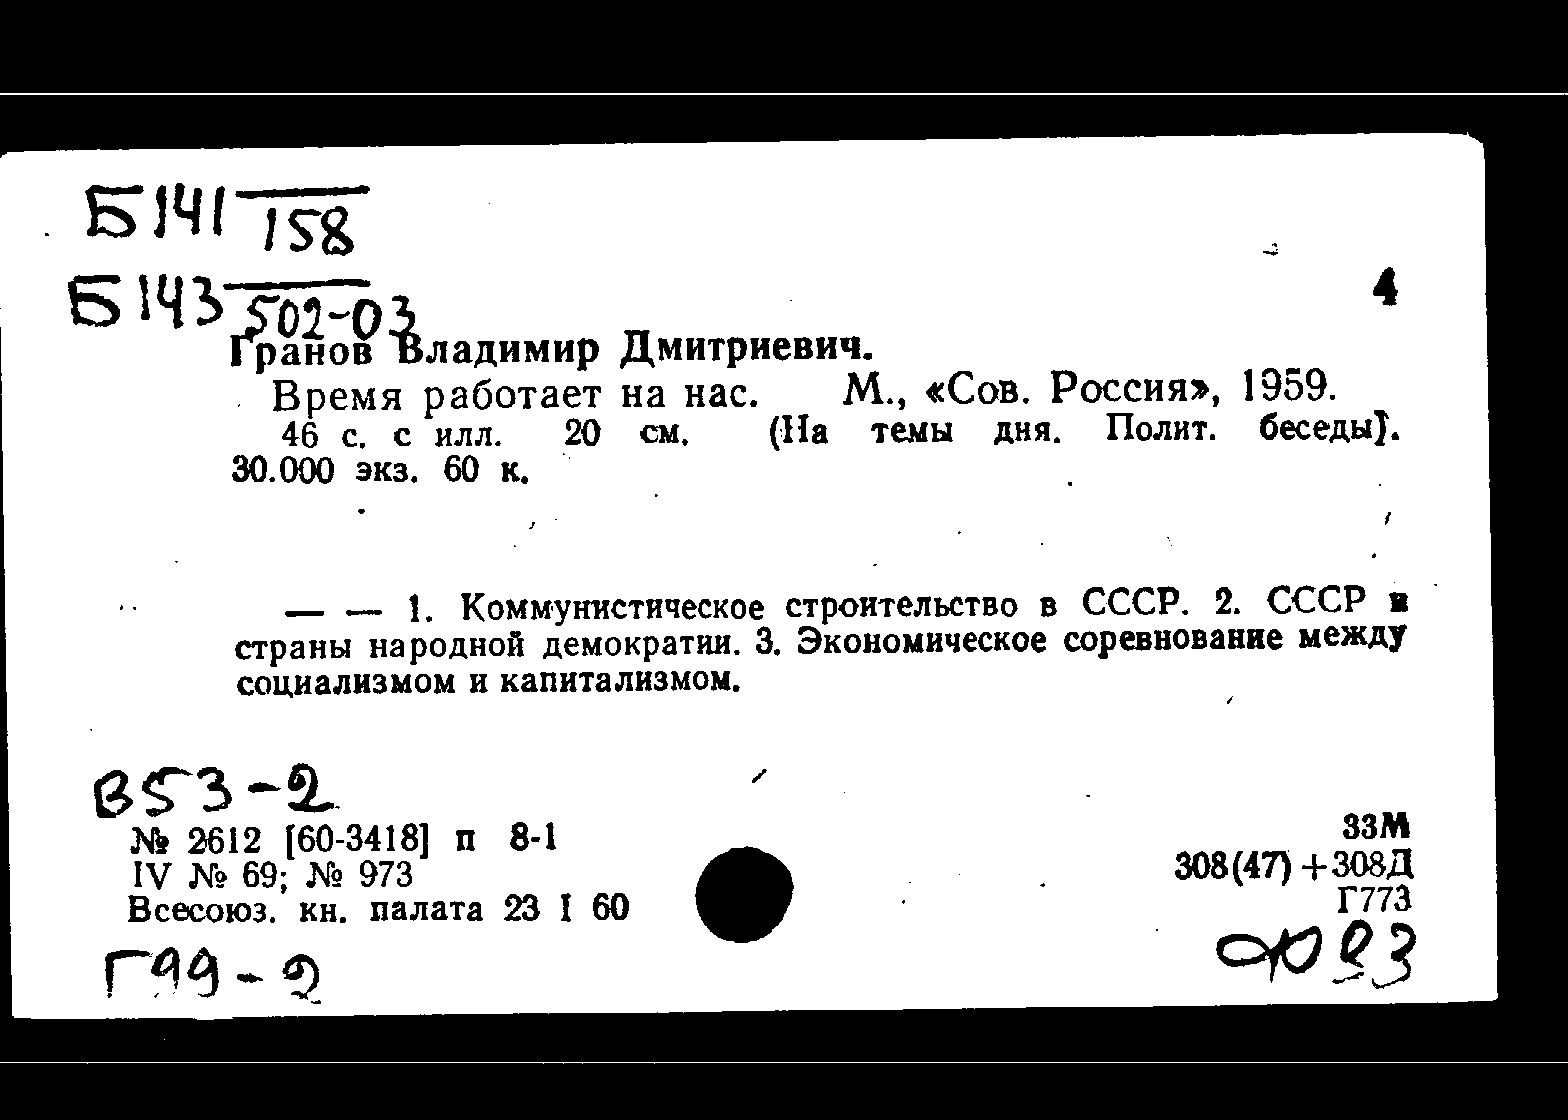 Б141 158
Б143 502-03
4
Гранов Владимир Дмитриевич.
Время работает на нас. М., «Сов. Россия», 1959.
46 с. с илл. 20 см. (На темы дня. Полит. беседы).
30.000 экз. 60 к.
— — 1. Коммунистическое строительство в СССР. 2. СССР и
страны народной демократии. 3. Экономическое соревнование между
социализмом и капитализмом.
В53-2
№ 2612 [60-3418] п 8-1
IV № 69; № 973
Всесоюз. кн. палата 23 I 60
Г99-2
33М
308(47)+308Д
Г773